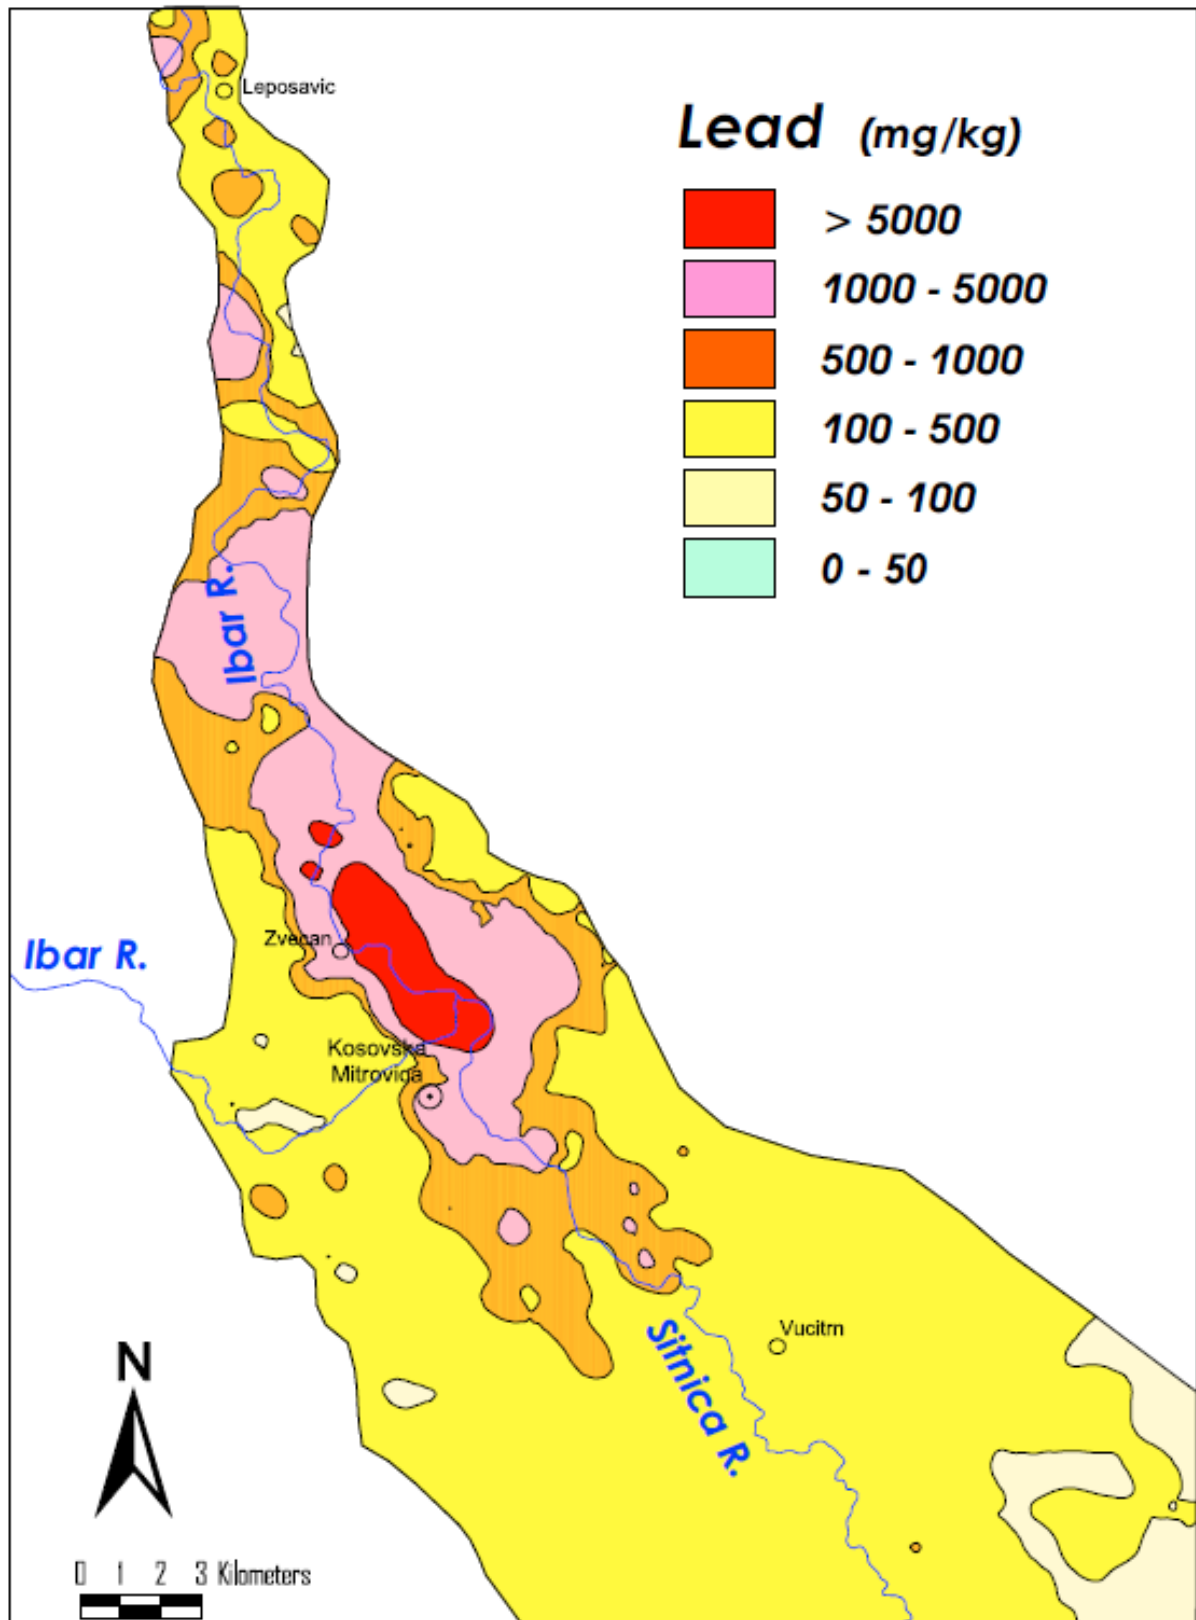 Leposavic
Lead (mg/kg)
> 5000
1000 - 5000
500 - 1000
100 - 500
50 - 100
0 - 50
Ibar R.
Zvecan
Ibar R.
Kosovska
Mitroviga
Vucitrn
Sitnica R.
N
0 1 2 3 Kilometers